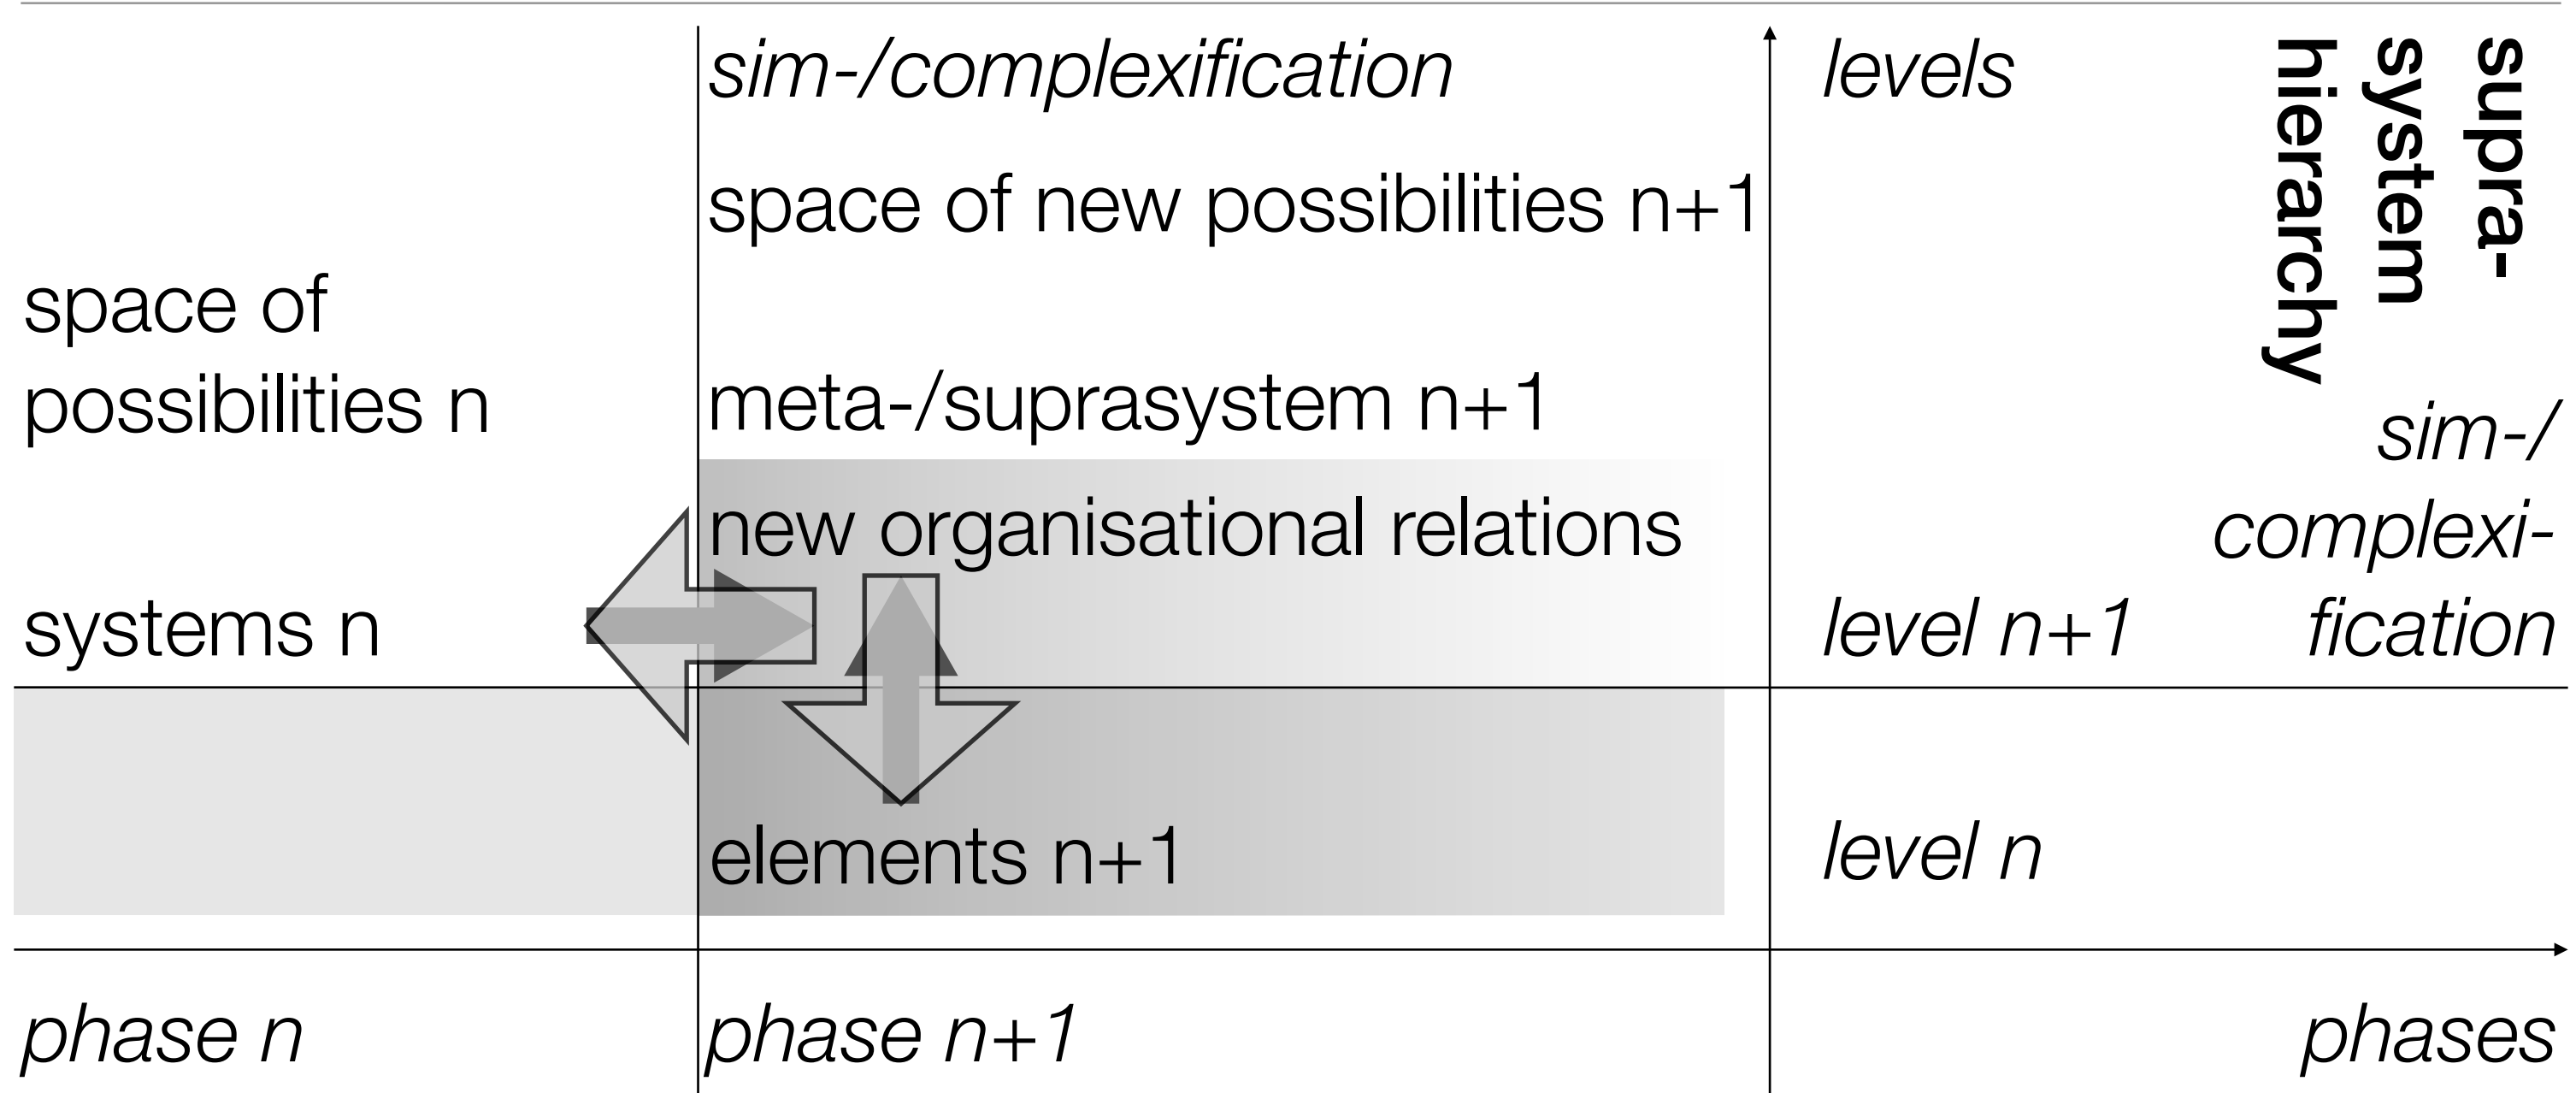 sim-/complexification
levels
supra-
system
hierarchy
space of new possibilities n+1
space of
possibilities n
meta-/suprasystem n+1
sim-/
complexi-
fication
new organisational relations
systems n
level n+1
elements n+1
level n
phase n
phase n+1
phases